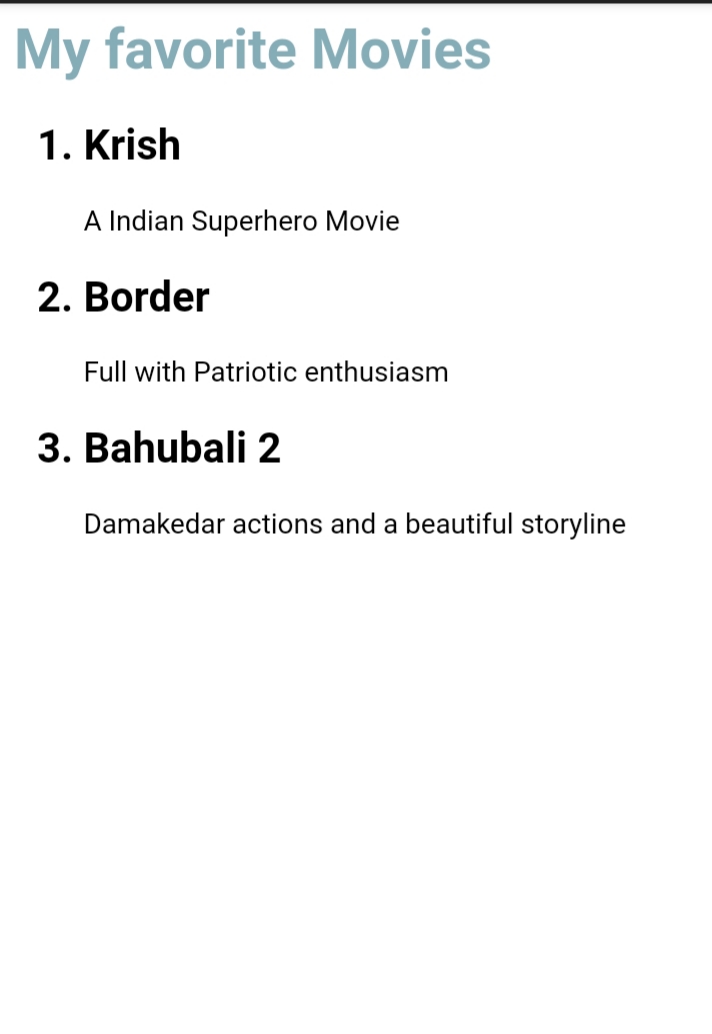 My favorite Movies
1. Krish
A Indian Superhero Movie
2. Border
Full with Patriotic enthusiasm
3. Bahubali 2
Damakedar actions and a beautiful storyline